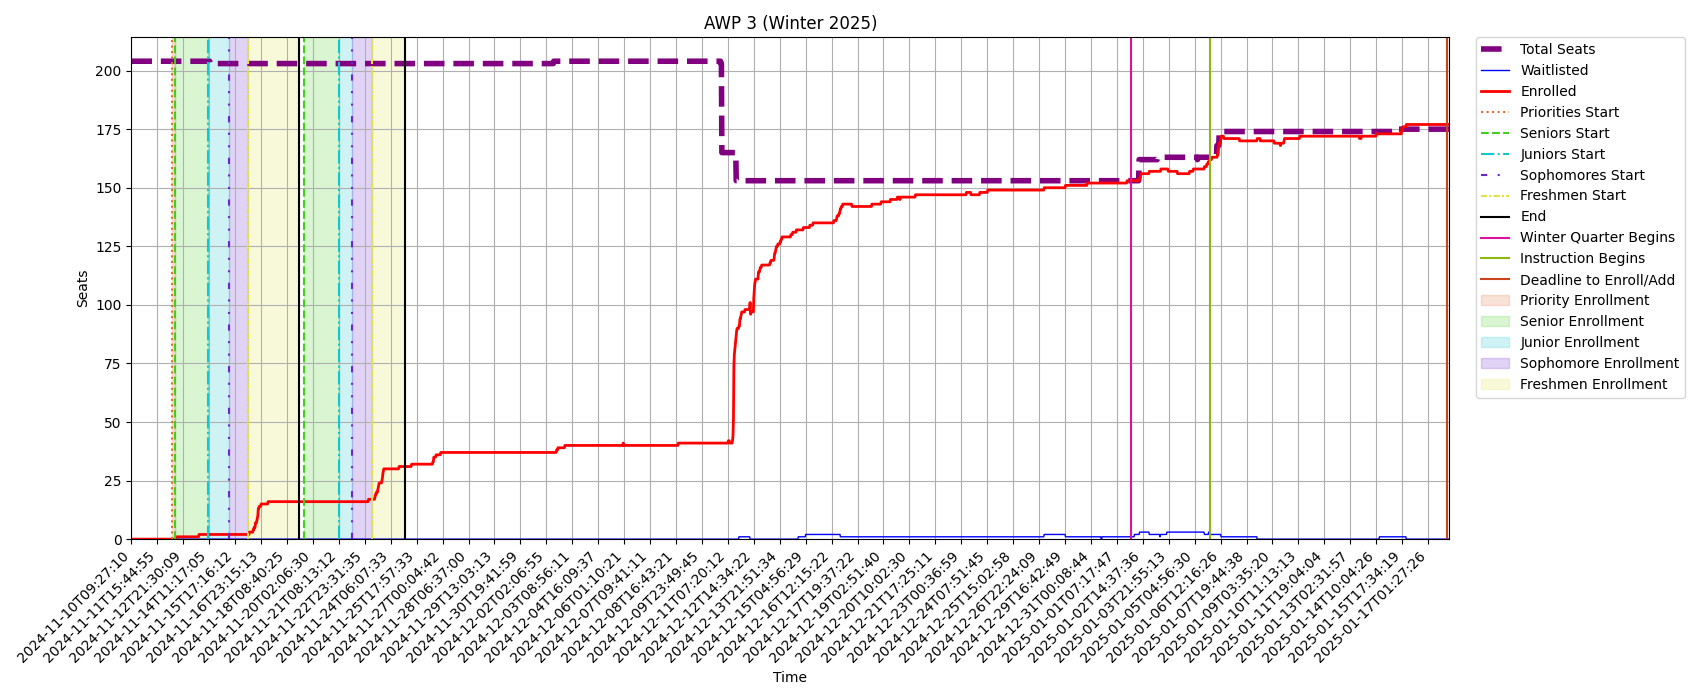 AWP 3 (Winter 2025)
Seats
200
175
150
125
100
75
50
25
0
2024-11-10T09:27:10
2024-11-11T15:44:55
2024-11-12T21:30:09
2024-11-14T11:17:05
2024-11-15T17:16:12
2024-11-16T23:15:13
2024-11-18T08:40:25
2024-11-20T02:06:30
2024-11-21T08:13:12
2024-11-22T23:31:35
2024-11-24T16:07:33
2024-11-25T17:57:33
2024-11-27T00:04:42
2024-11-28T06:37:00
2024-11-29T13:03:13
2024-11-30T19:41:59
2024-12-02T02:06:55
2024-12-03T08:56:11
2024-12-04T16:09:37
2024-12-06T01:10:21
2024-12-07T09:41:11
2024-12-08T16:43:21
2024-12-09T23:49:45
2024-12-11T07:20:12
2024-12-12T14:34:22
2024-12-13T21:51:34
2024-12-15T04:56:29
2024-12-16T12:15:22
2024-12-17T19:37:22
2024-12-19T02:51:40
2024-12-20T10:02:30
2024-12-21T17:25:11
2024-12-23T00:36:59
2024-12-24T07:51:45
2024-12-25T15:02:58
2024-12-26T22:24:09
2024-12-29T16:42:49
2024-12-31T00:08:44
2025-01-01T07:17:47
2025-01-02T14:37:36
2025-01-03T21:55:13
2025-01-05T04:56:30
2025-01-06T12:16:26
2025-01-07T19:44:38
2025-01-09T03:35:20
2025-01-10T11:13:13
2025-01-11T19:04:04
2025-01-13T02:31:57
2025-01-14T10:04:26
2025-01-15T17:34:19
2025-01-17T01:27:26
Time
Total Seats
Waitlisted
Enrolled
Priorities Start
Seniors Start
Juniors Start
Sophomores Start
Freshmen Start
End
Winter Quarter Begins
Instruction Begins
Deadline to Enroll/Add
Priority Enrollment
Senior Enrollment
Junior Enrollment
Sophomore Enrollment
Freshmen Enrollment